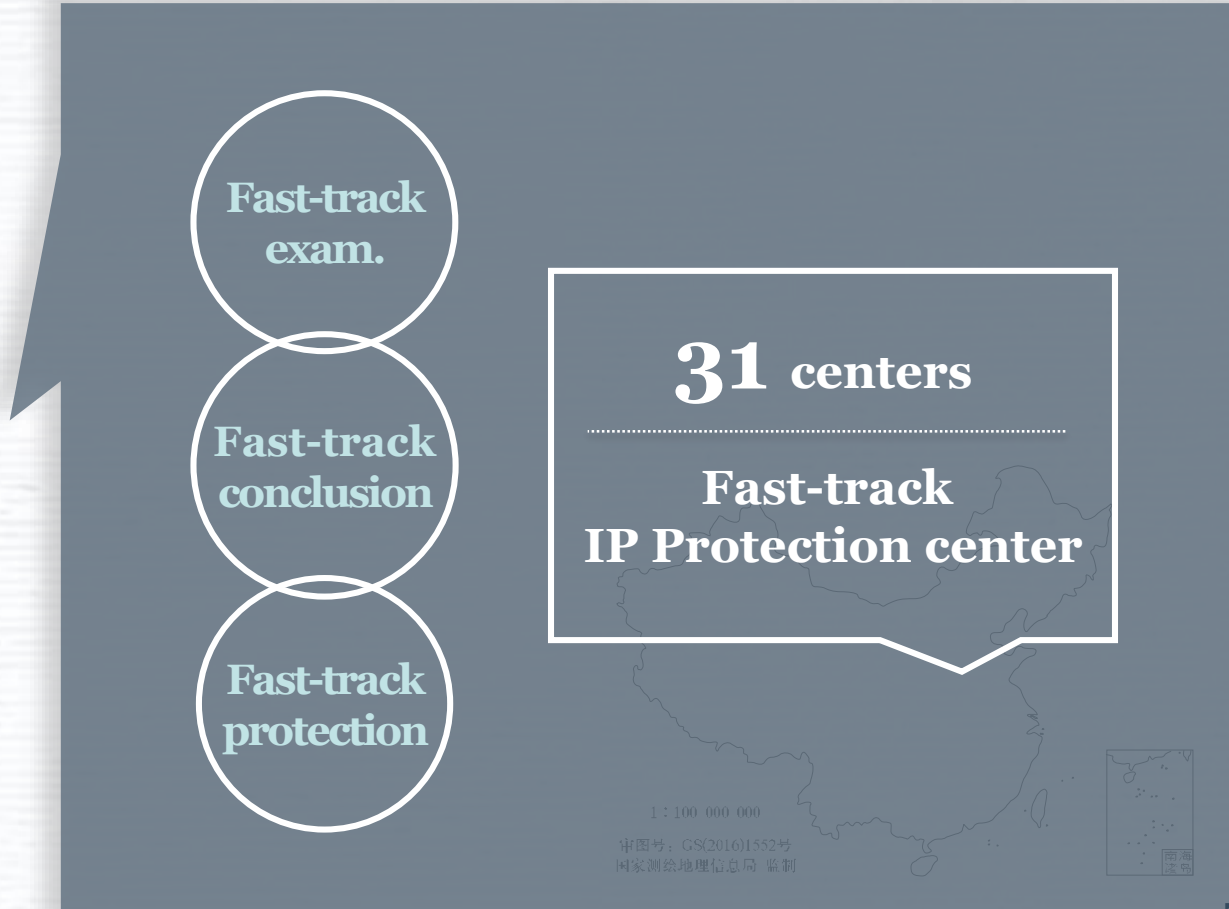 Fast-track
exam.
Fast-track
conclusion
Fast-track
protection
31 centers
Fast-track
IP Protection center
1：100 000 000
审图号：GS(2016)1552号
国家测绘地理信息局 监制
南海
诸岛